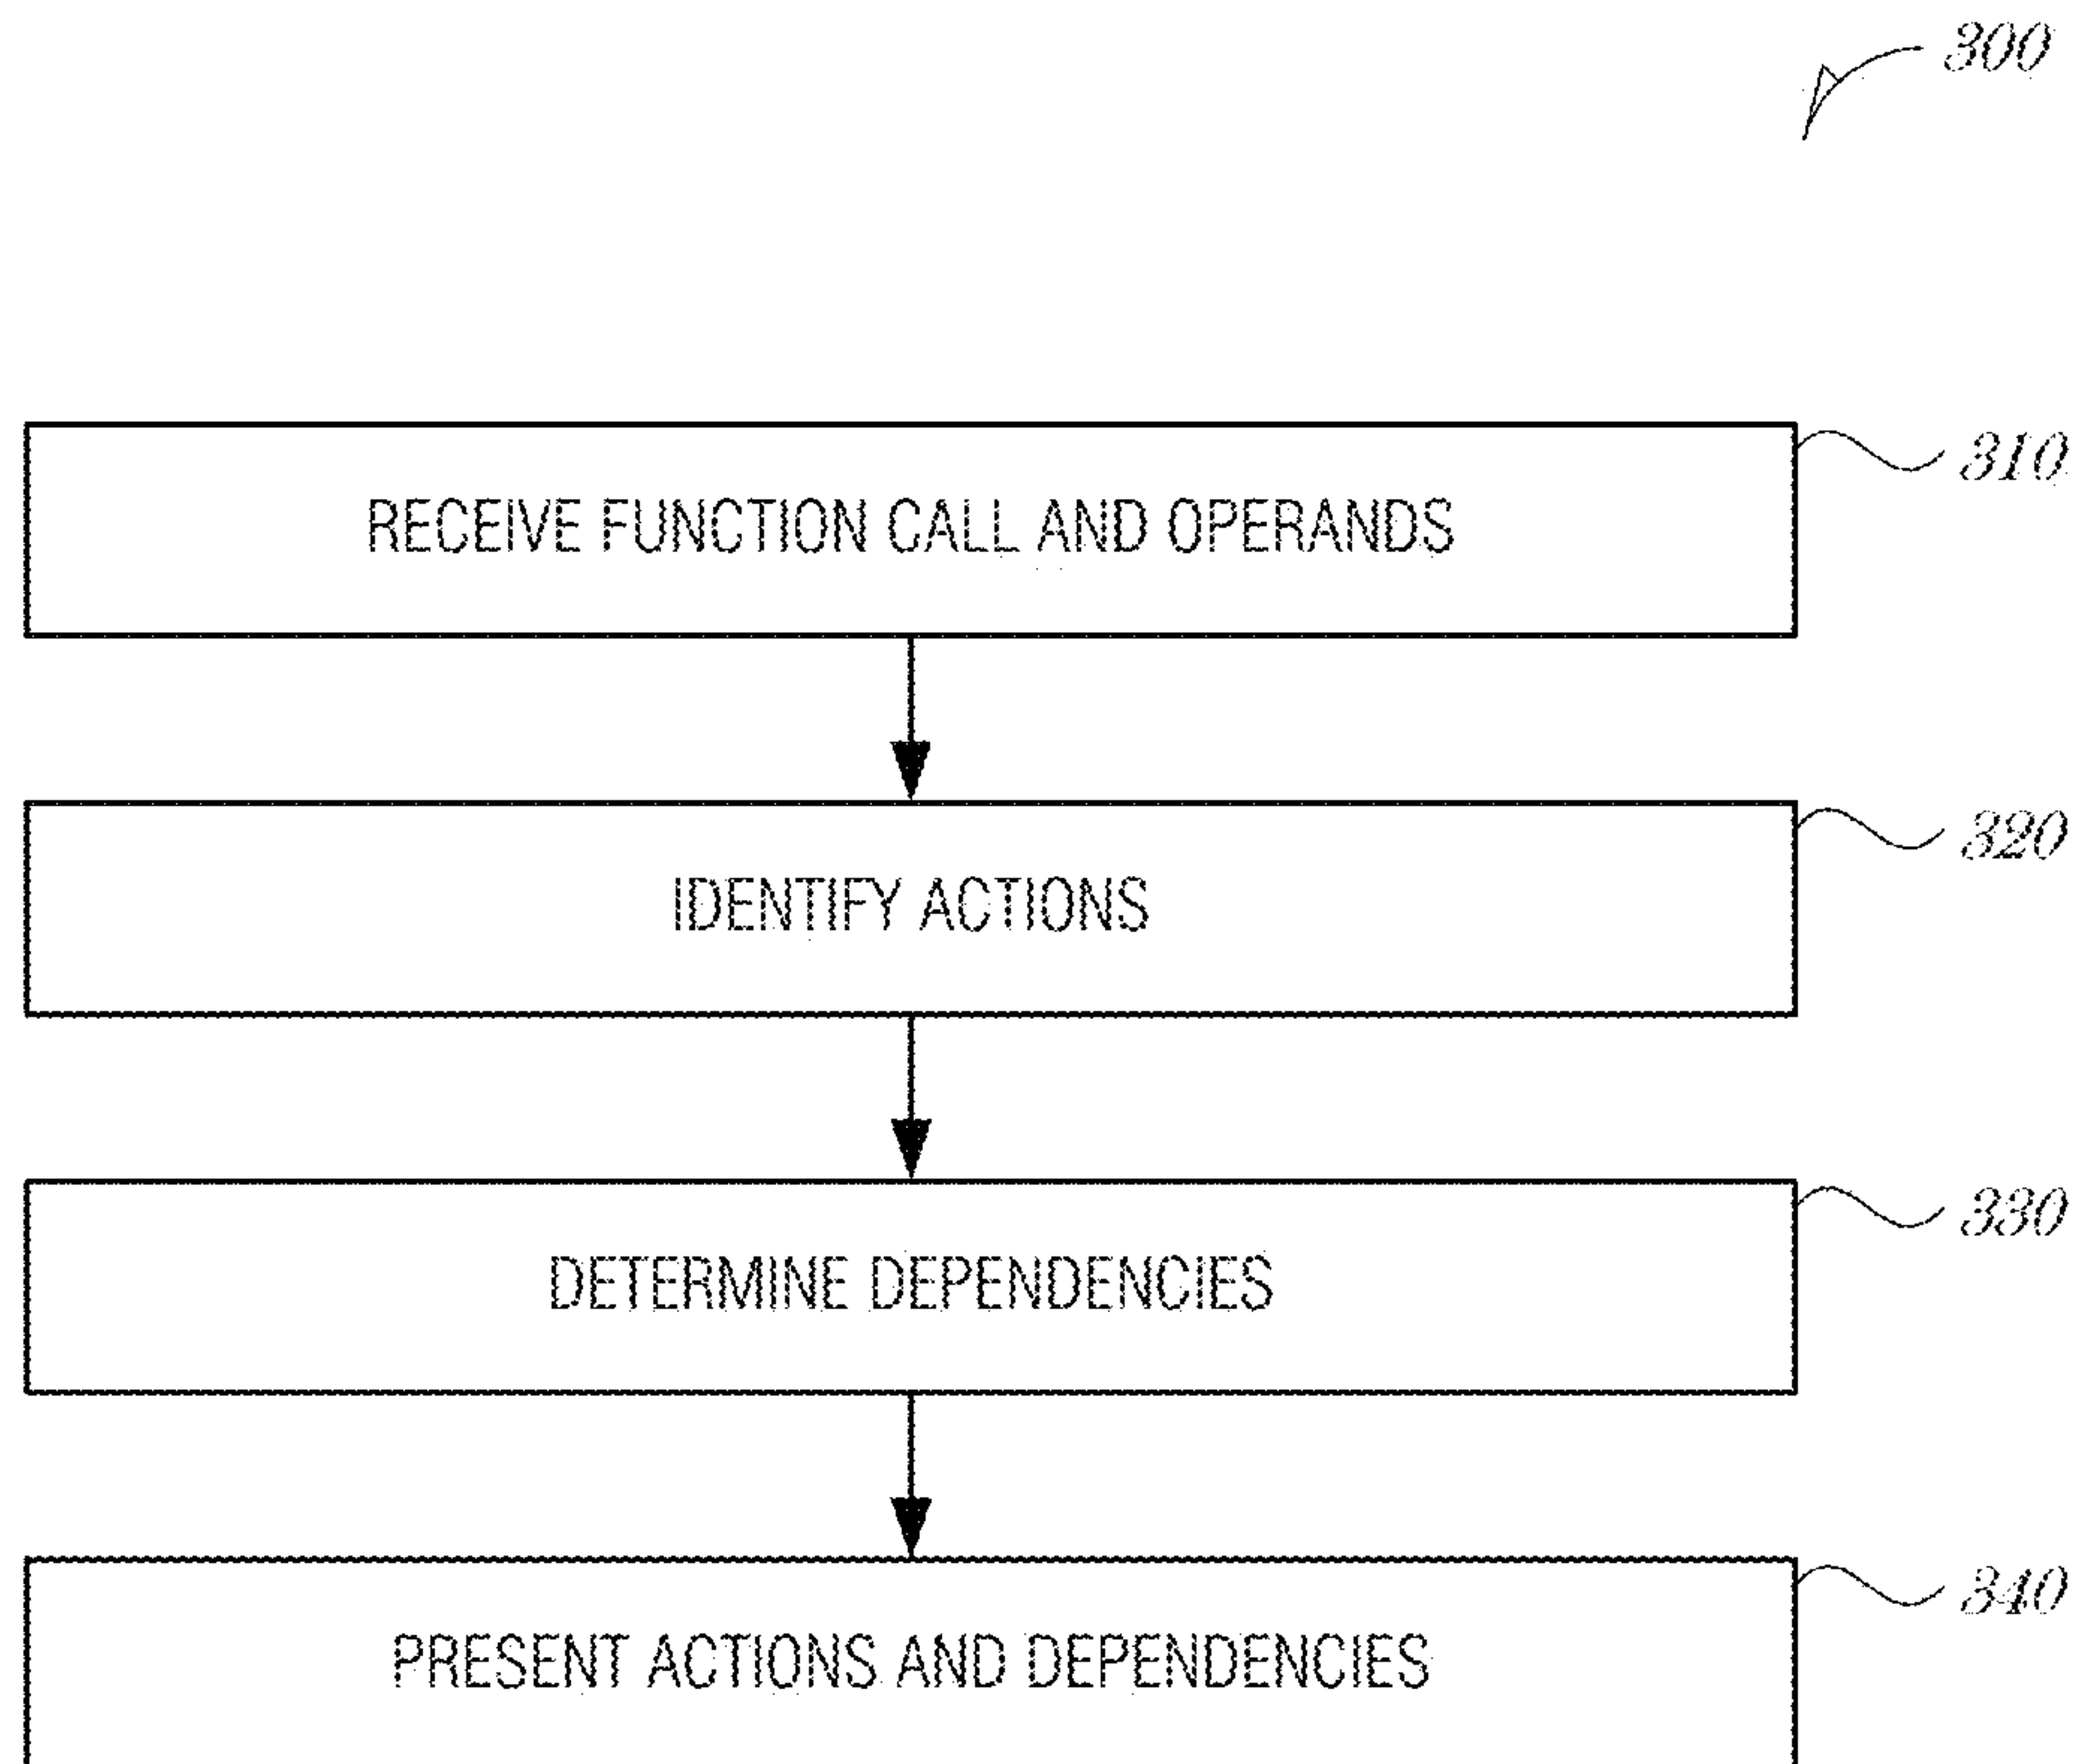 300
310
RECEIVE FUNCTION CALL AND OPERANDS
320
IDENTIFY ACTIONS
330
DETERMINE DEPENDENCIES
340
PRESENT ACTIONS AND DEPENDENCIES